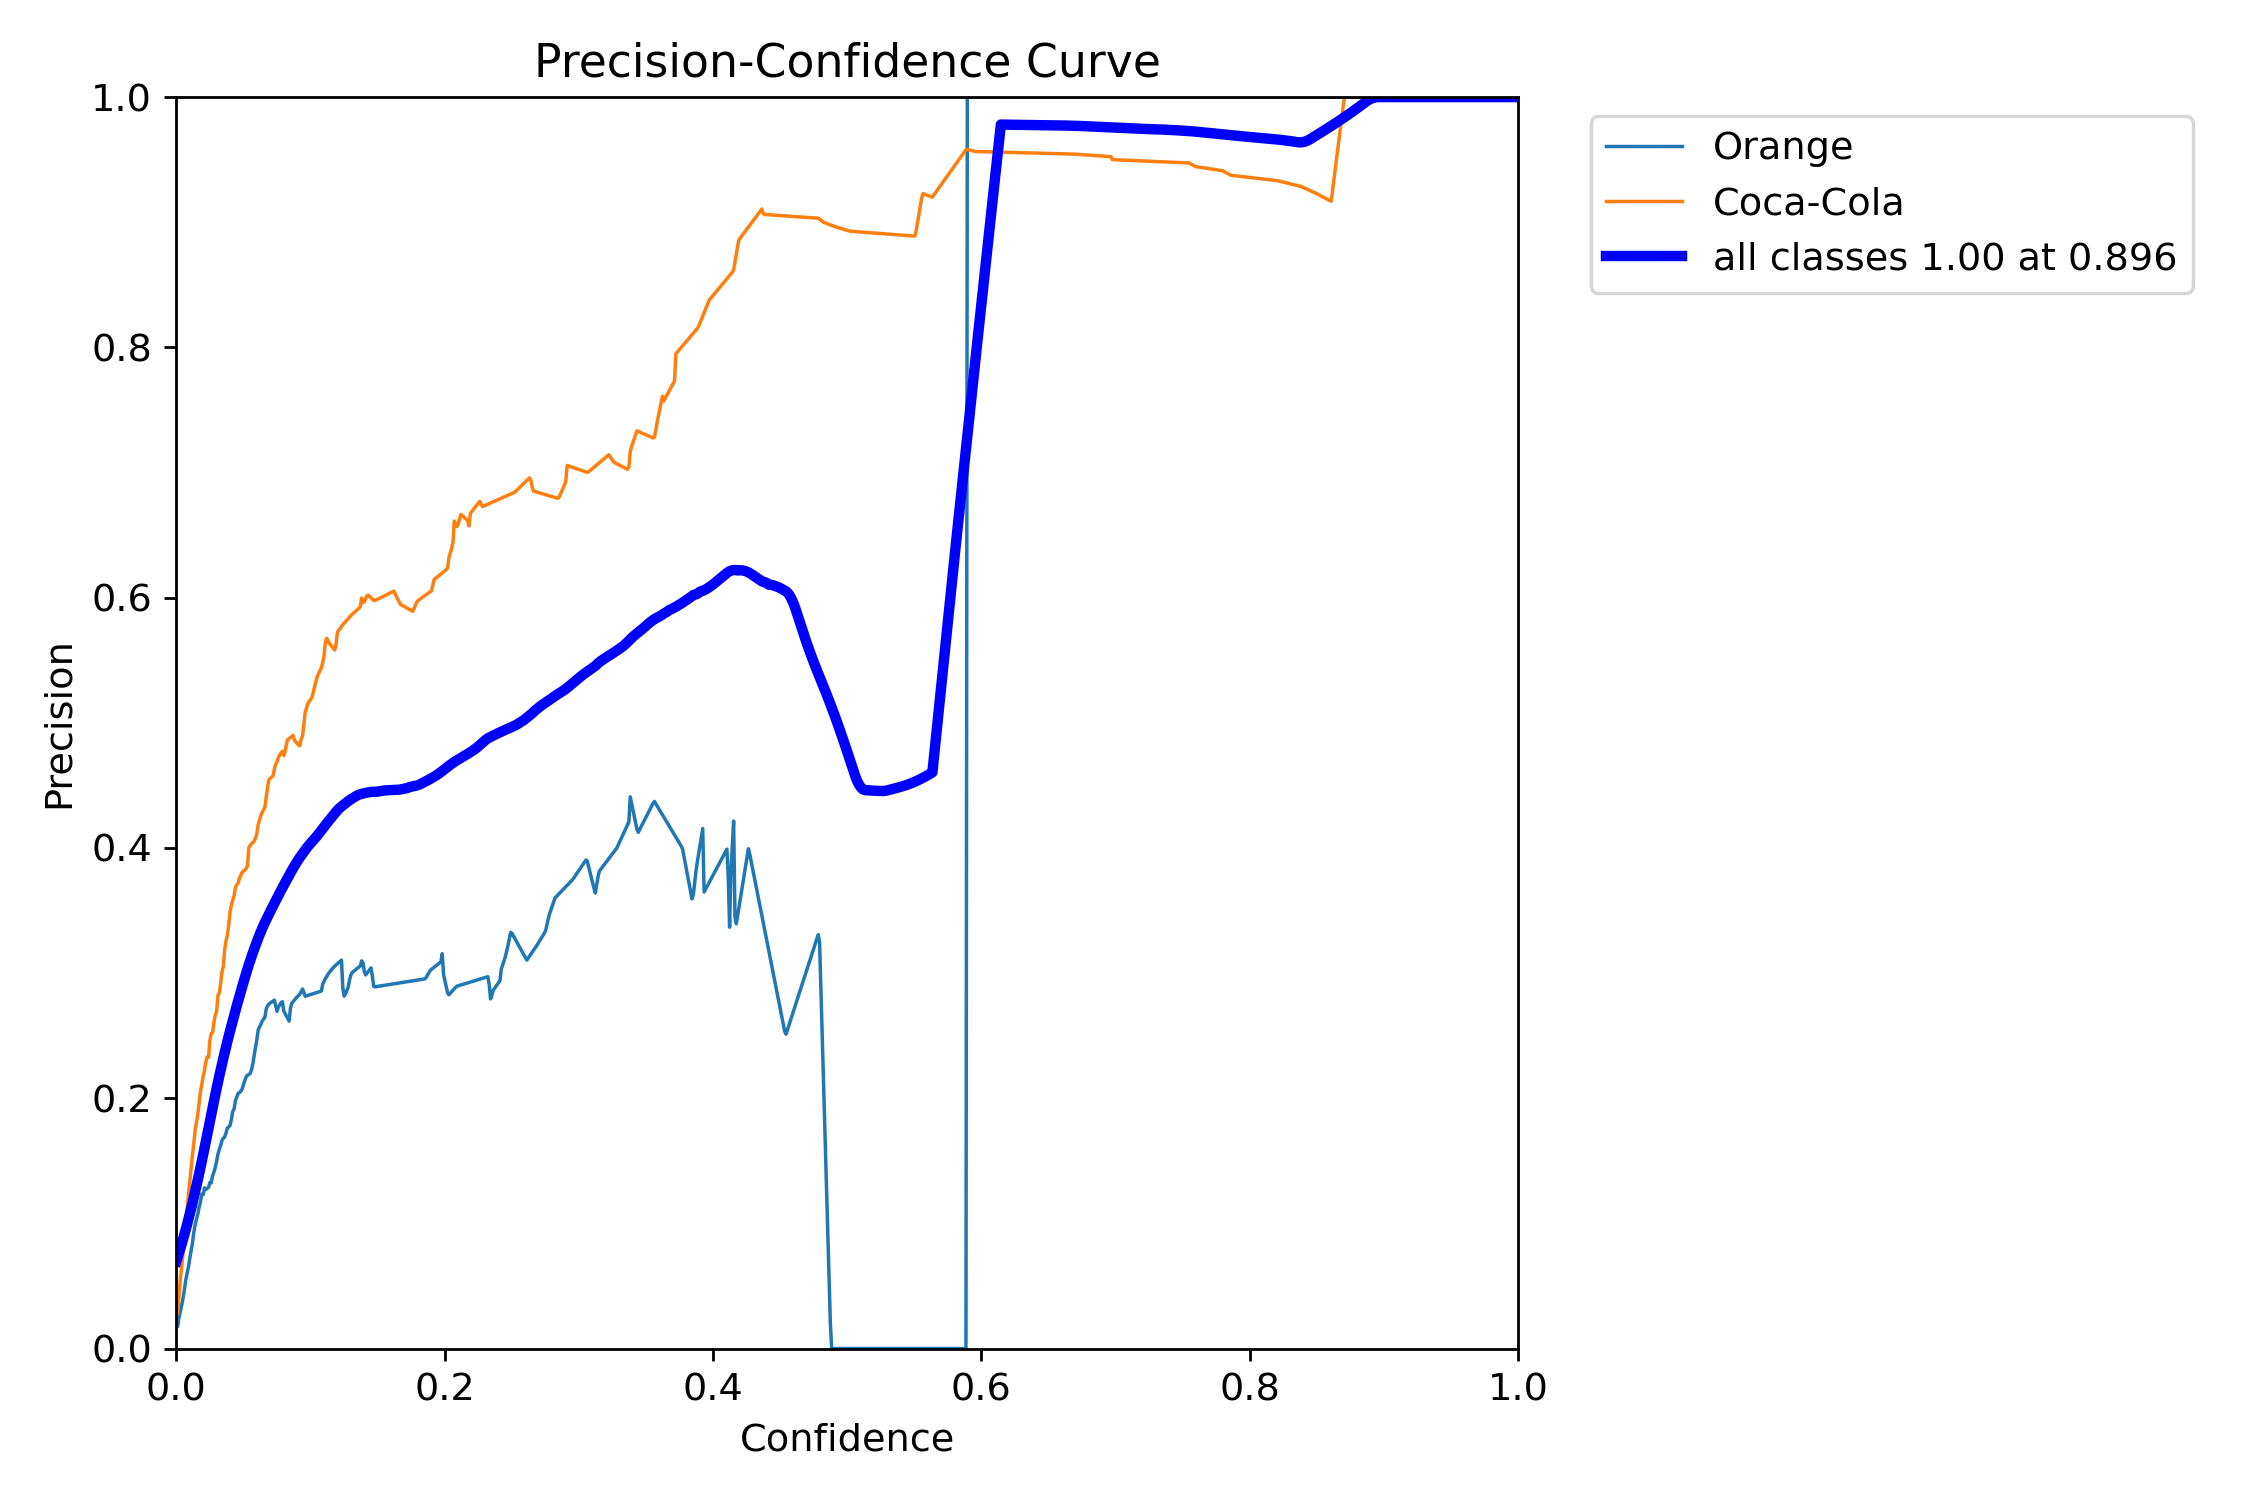 Precision-Confidence Curve
1.0
0.8
0.6
0.4
0.2
0.0
Precision
0.0 0.2 0.4 0.6 0.8 1.0
Confidence
Orange
Coca-Cola
all classes 1.00 at 0.896